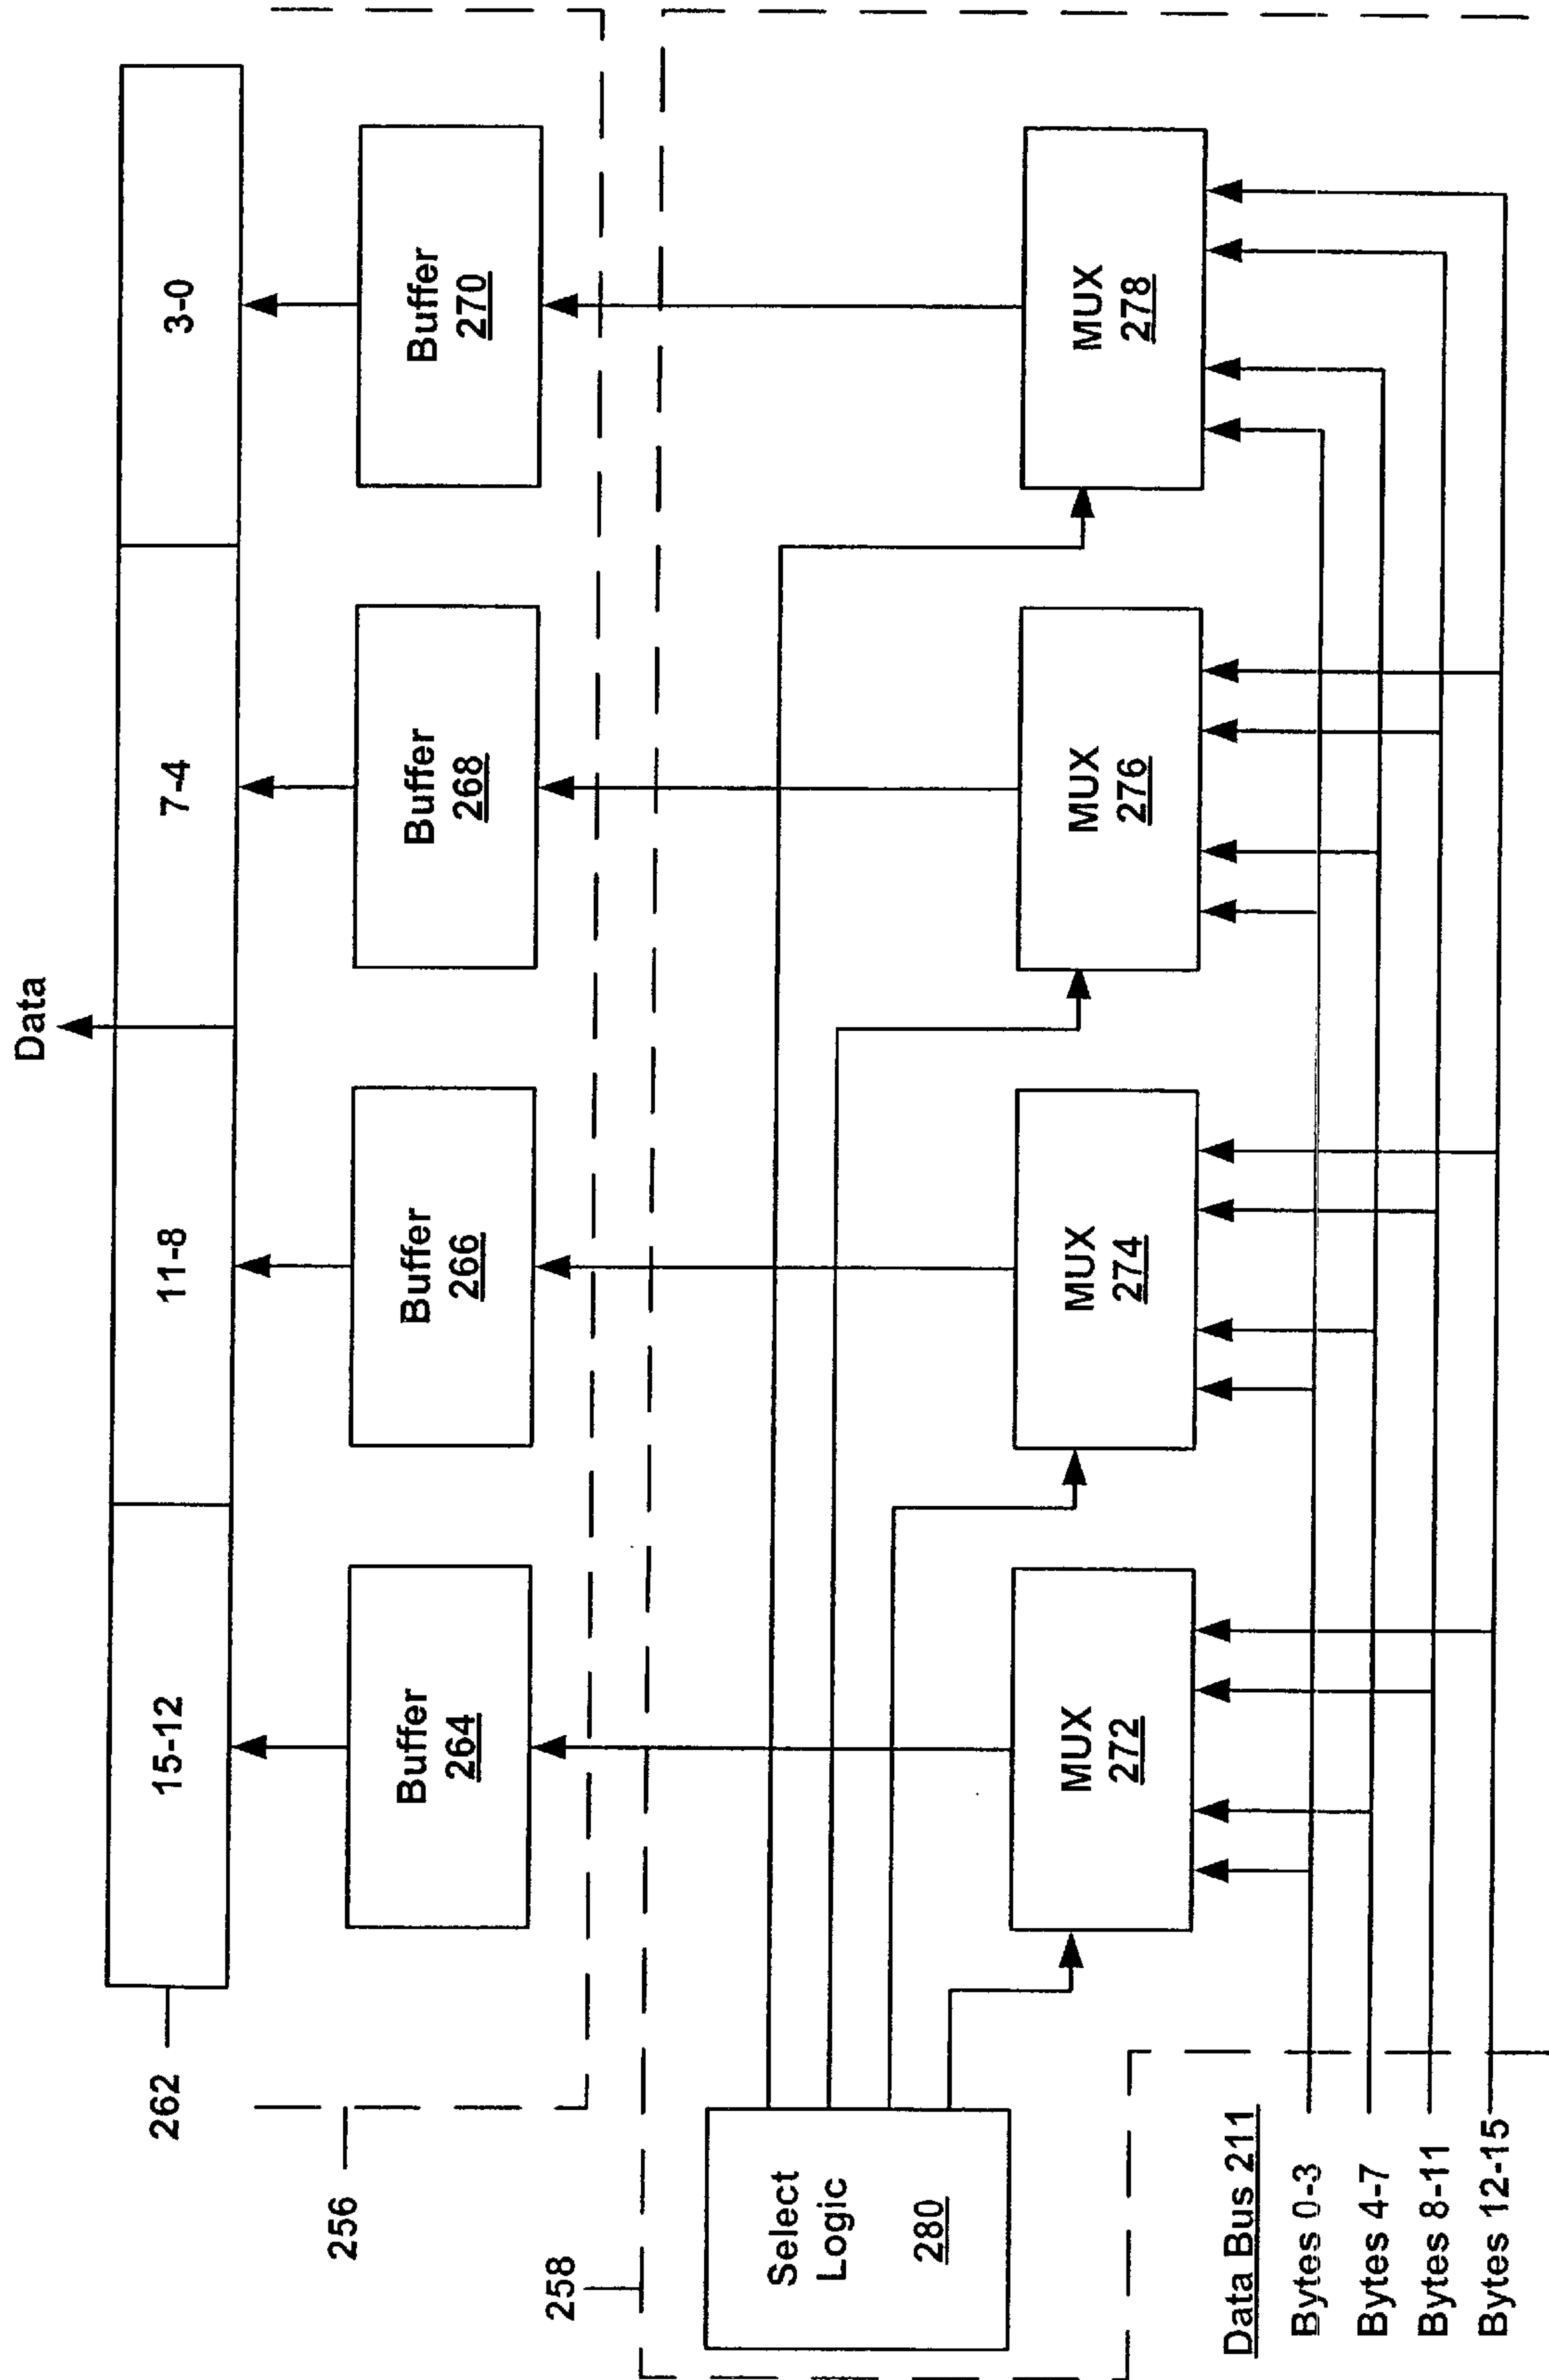 Data
262
15-12
11-8
7-4
3-0
256
Buffer
264
Buffer
266
Buffer
268
Buffer
270
258
Select
Logic
280
MUX
272
MUX
274
MUX
276
MUX
278
Data Bus 211
Bytes 0-3
Bytes 4-7
Bytes 8-11
Bytes 12-15